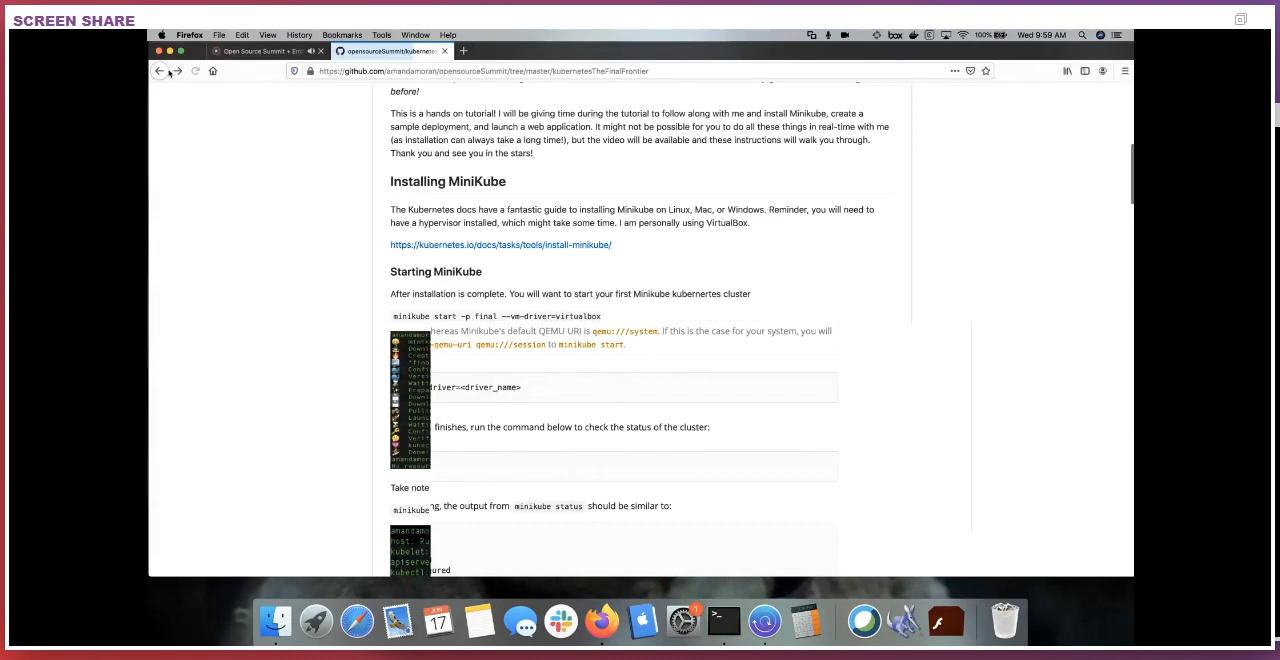 SCREEN SHARE
Firefox File Edit View History Bookmarks Tools Window Help
box 100% Wed 9:59 AM
Open Source Summit + Em
opensourceSummit/kubernetes
https://github.com/amandamoran/opensourceSummit/tree/master/kubernetesTheFinalFrontier
before!
This is a hands on tutorial! I will be giving time during the tutorial to follow along with me and install Minikube, create a
sample deployment, and launch a web application. It might not be possible for you to do all these things in real-time with me
(as installation can always take a long time!), but the video will be available and these instructions will walk you through.
Thank you and see you in the stars!
Installing MiniKube
The Kubernetes docs have a fantastic guide to installing Minikube on Linux, Mac, or Windows. Reminder, you will need to
have a hypervisor installed, which might take some time. I am personally using VirtualBox.
https://kubernetes.io/docs/tasks/tools/install-minikube/
Starting MiniKube
After installation is complete. You will want to start your first Minikube kubernertes cluster
minikube start -p final --vm-driver=virtualbox
hereas Minikube's default QEMU URI is qemu:///system. If this is the case for your system, you will
qemu-uri qemu:///session to minikube start.
river=<driver_name>
finishes, run the command below to check the status of the cluster:
Take note
ng, the output from minikube status should be similar to:
minikube
amandamo
host: Ru
kubelet:
apiserve
kubectl
ured
JUN
17
1